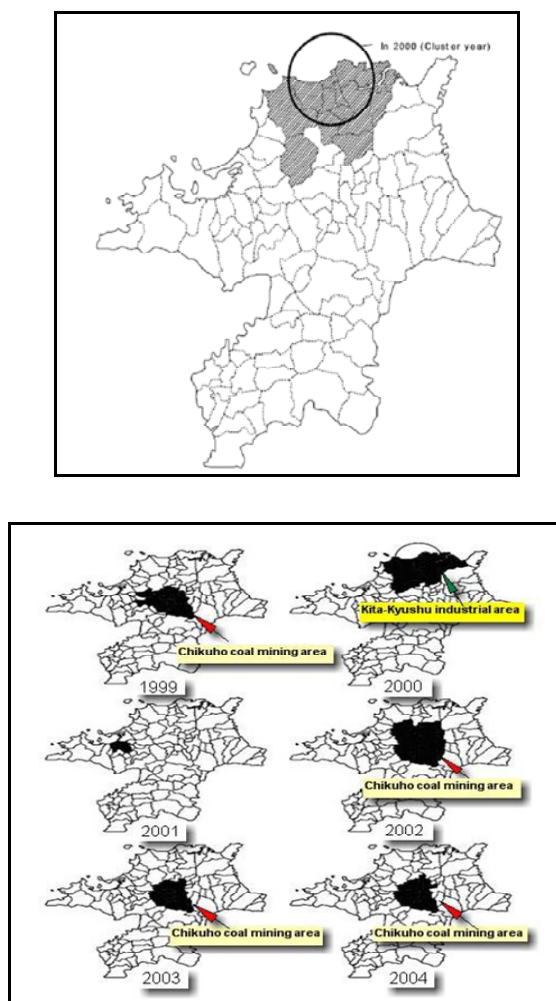 In 2000 (Cluster year)
Kita-Kyushu industrial area
Chikuho coal mining area
1999
2000
Chikuho coal mining area
2001
2002
Chikuho coal mining area
Chikuho coal mining area
2003
2004